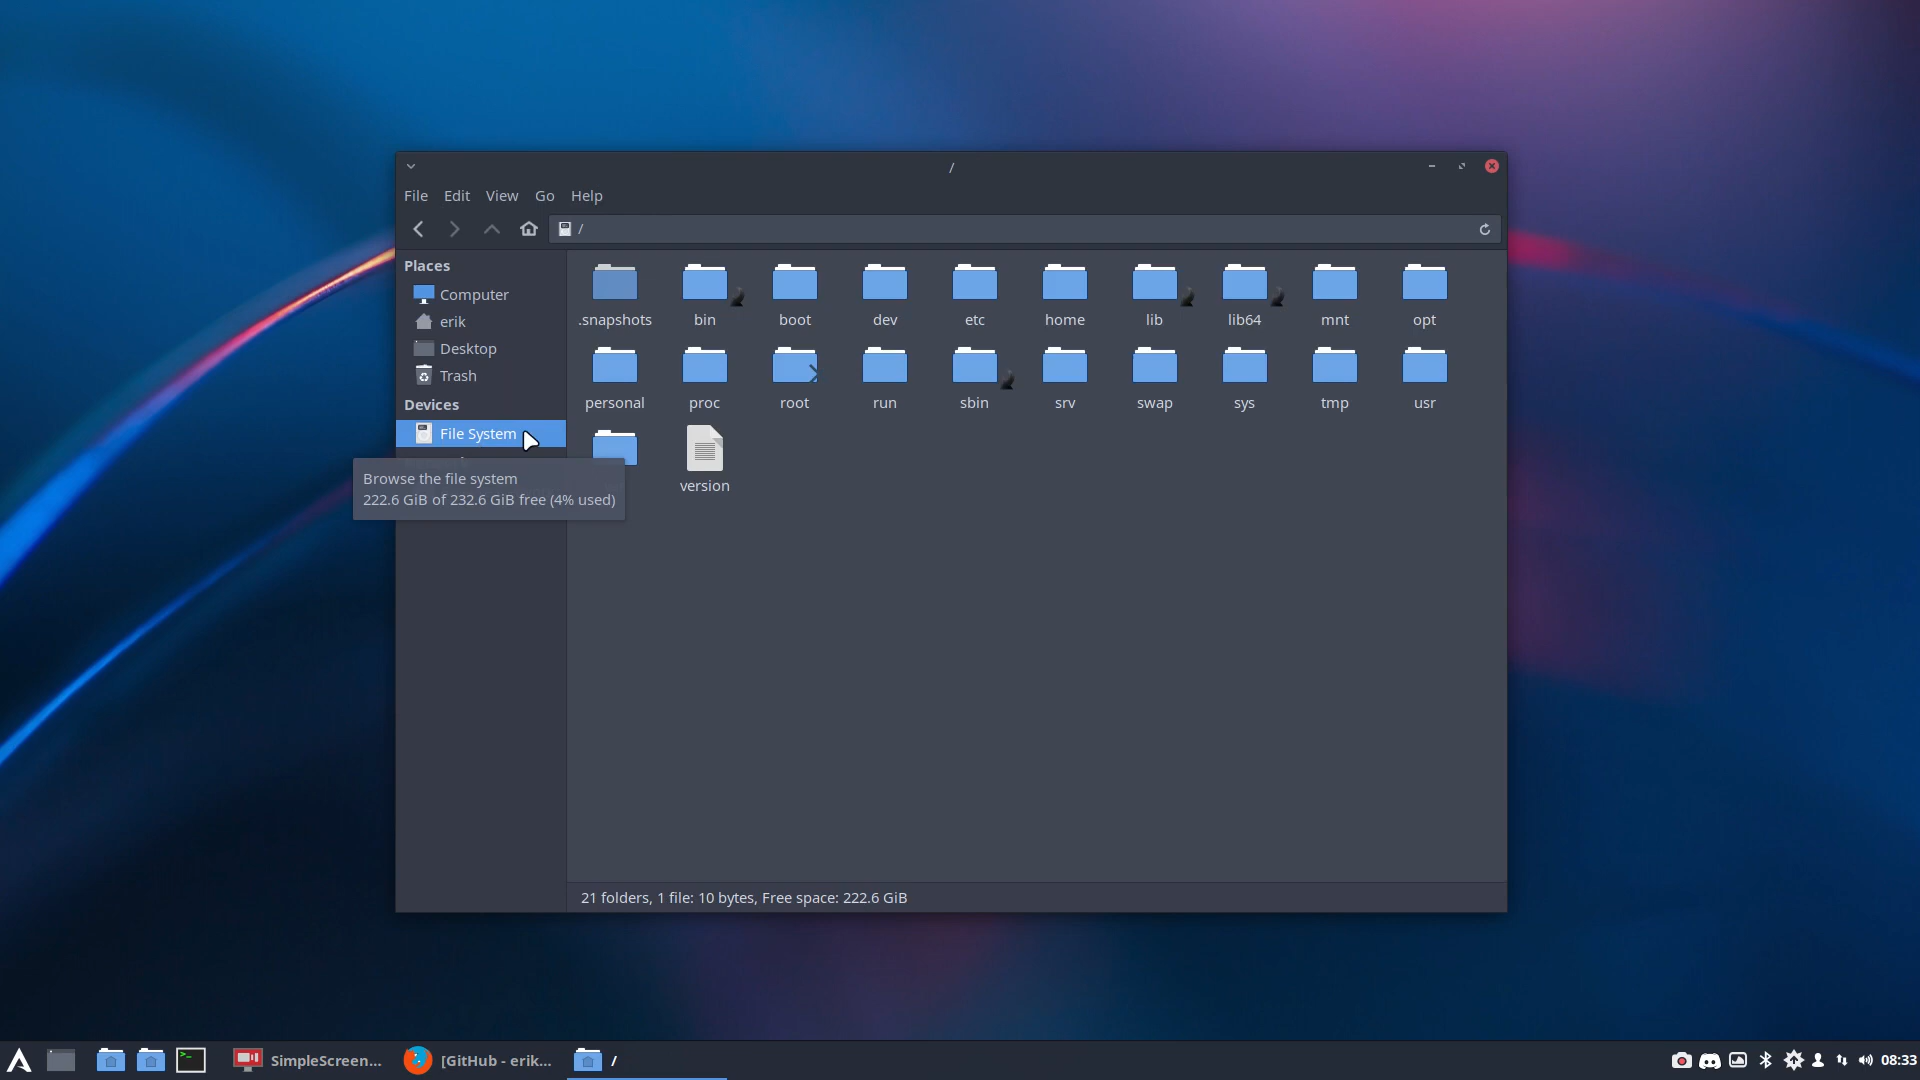 /
File Edit View Go Help
/
Places
Computer
erik
Desktop
Trash
Devices
File System
Browse the file system
222.6 GiB of 232.6 GiB free (4% used)
.snapshots bin boot dev etc home lib lib64 mnt opt
personal proc root run sbin srv swap sys tmp usr
version
21 folders, 1 file: 10 bytes, Free space: 222.6 GiB
SimpleScreen... [GitHub - erik... / 08:33